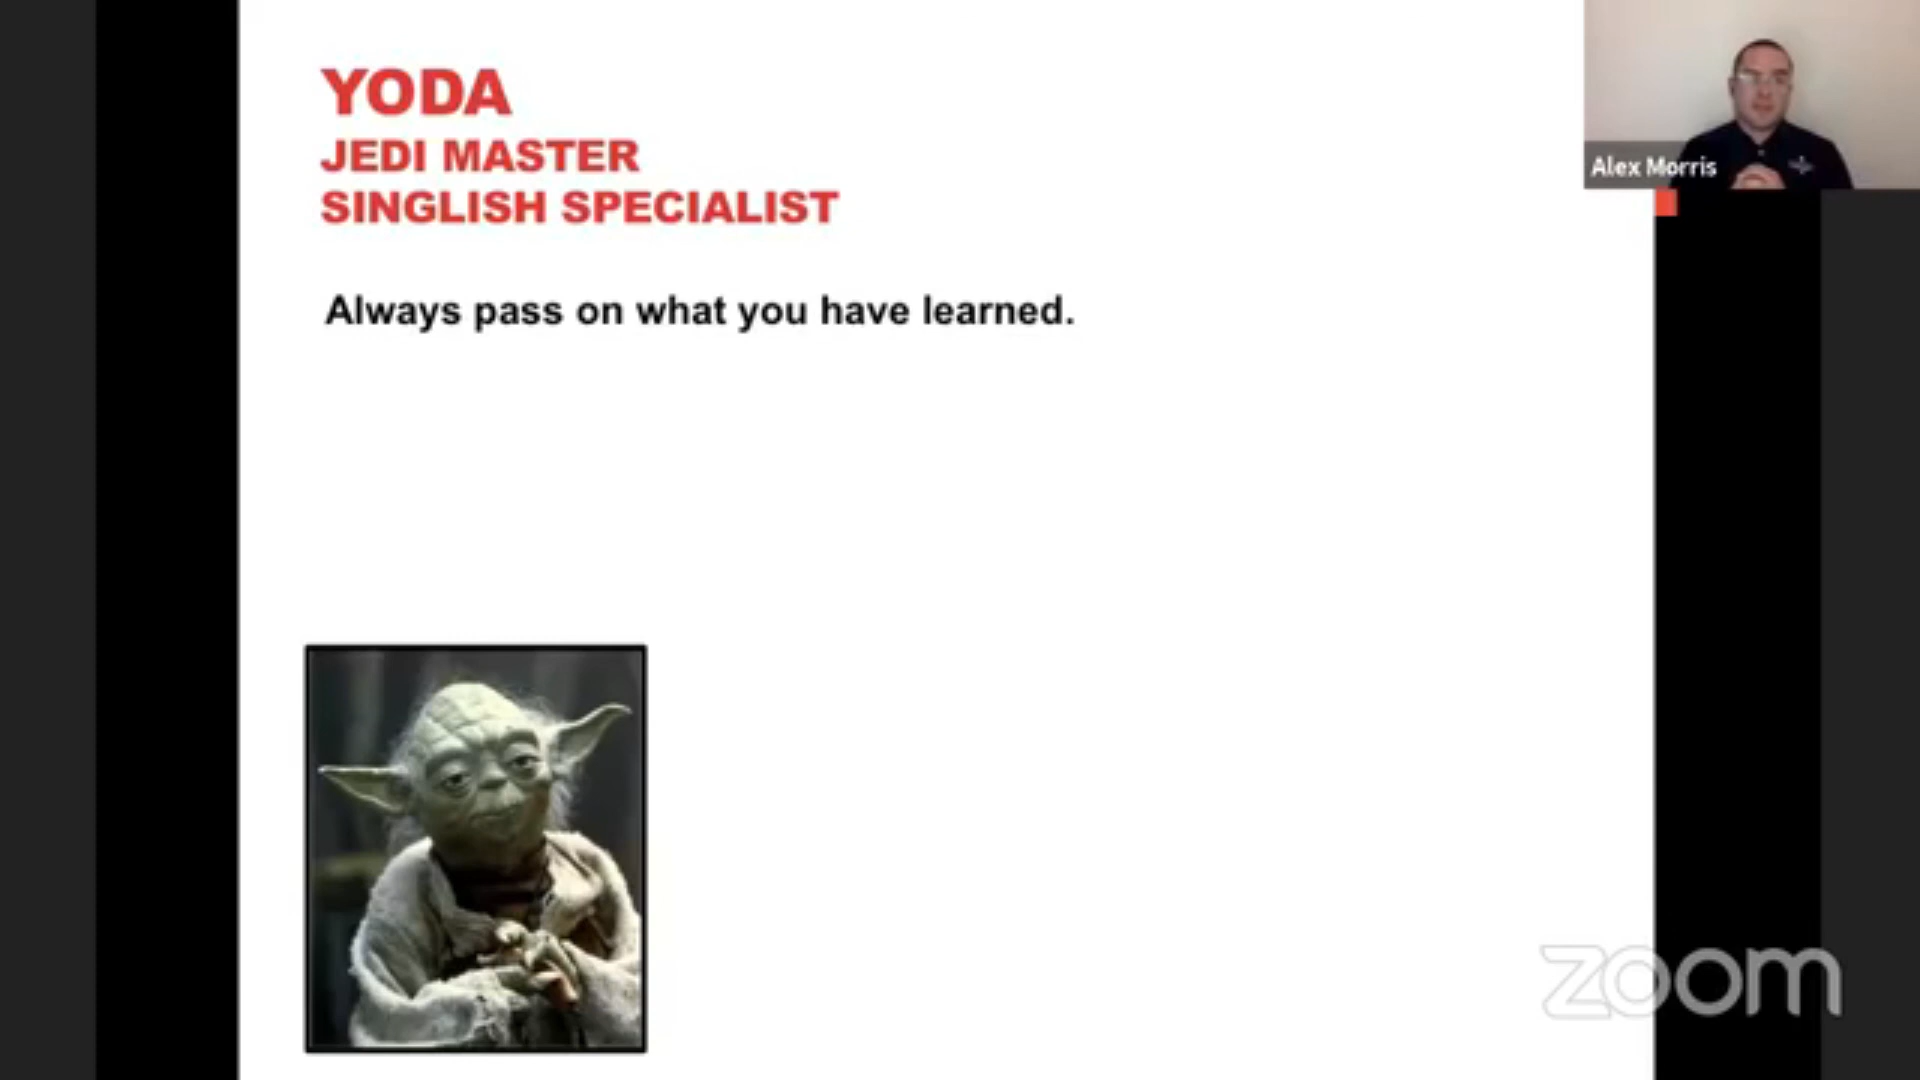 YODA
JEDI MASTER
SINGLISH SPECIALIST
Always pass on what you have learned.
Alex Morris
zoom